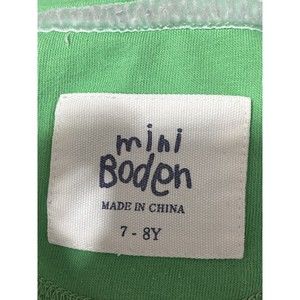 mini
Boden
MADE IN CHINA
7 - 8Y